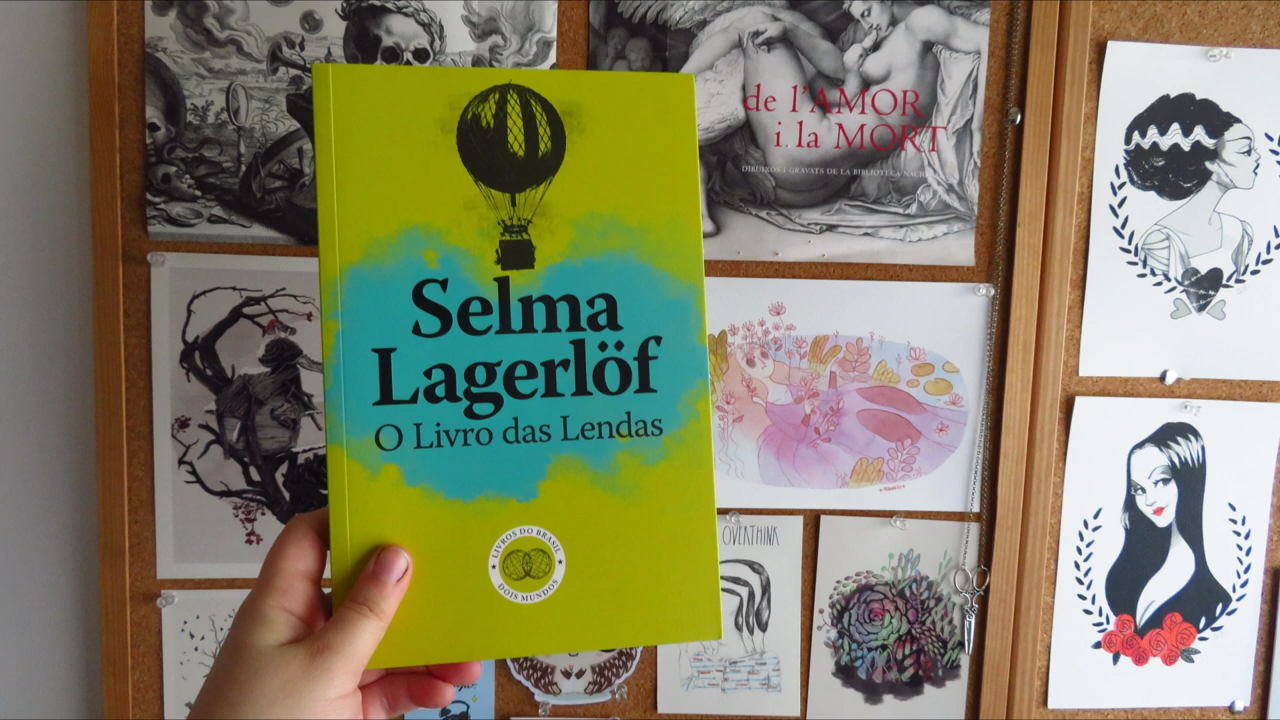 Selma
Lagerlöf
O Livro das Lendas
LIVROS DO BRASIL
DOIS MUNDOS
de l'AMOR
i la MORT
DIBUIXOS I GRAVATS DE LA BIBLIOTECA
OVERTHINK